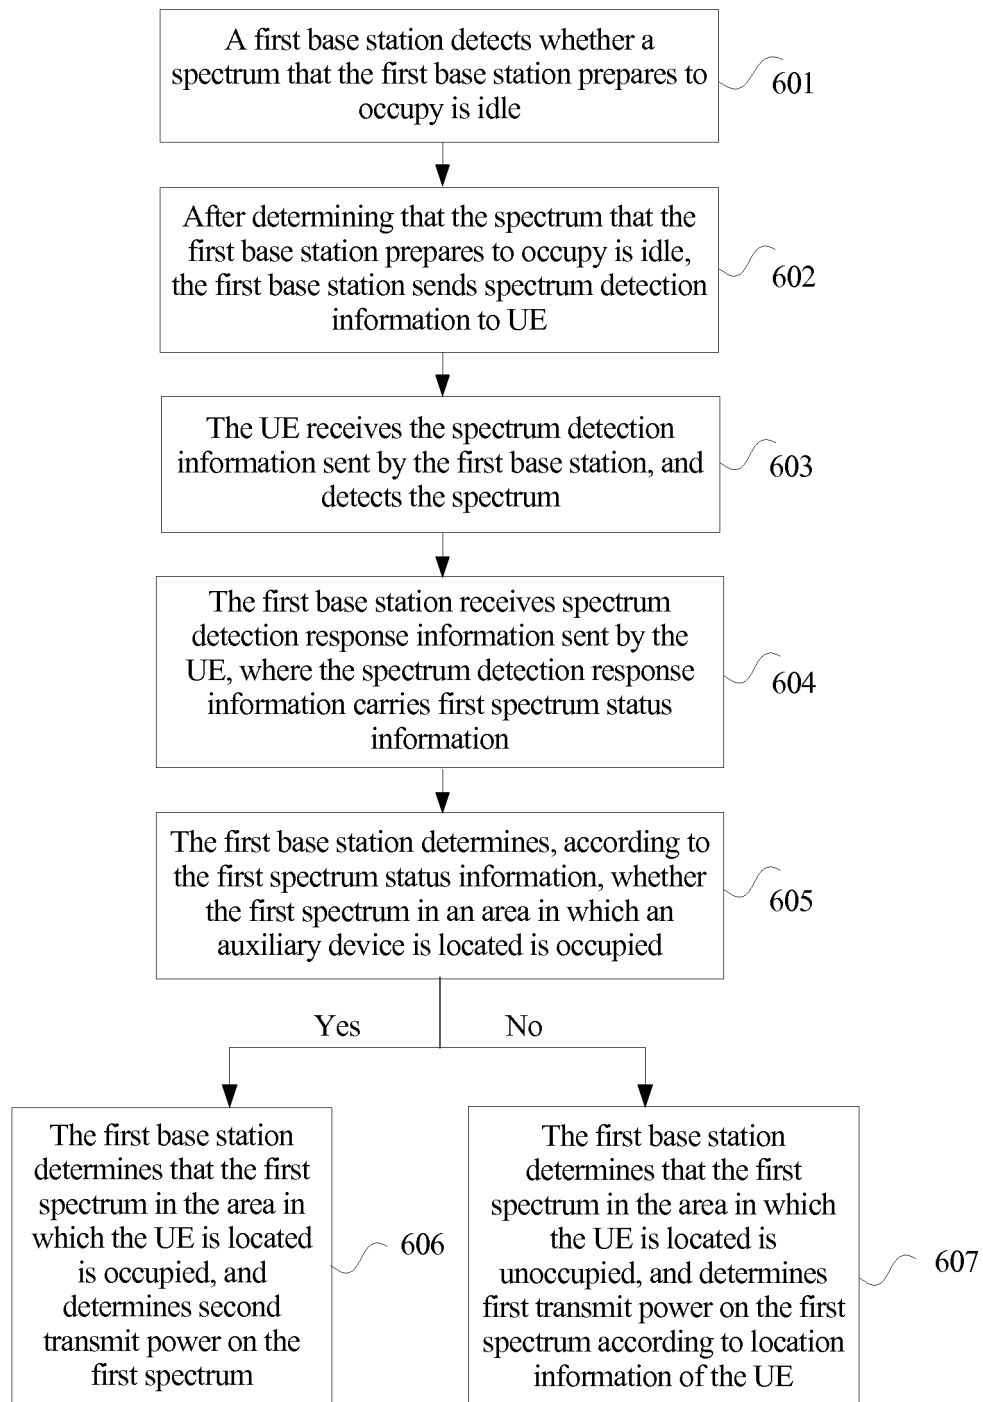 A first base station detects whether a
spectrum that the first base station prepares to
occupy is idle
601
After determining that the spectrum that the
first base station prepares to occupy is idle,
the first base station sends spectrum detection
information to UE
602
The UE receives the spectrum detection
information sent by the first base station, and
detects the spectrum
603
The first base station receives spectrum
detection response information sent by the
UE, where the spectrum detection response
information carries first spectrum status
information
604
The first base station determines, according to
the first spectrum status information, whether
the first spectrum in an area in which an
auxiliary device is located is occupied
605
Yes
No
The first base station
determines that the first
spectrum in the area in
which the UE is located
is occupied, and
determines second
transmit power on the
first spectrum
606
The first base station
determines that the first
spectrum in the area in which
the UE is located is
unoccupied, and determines
first transmit power on the first
spectrum according to location
information of the UE
607